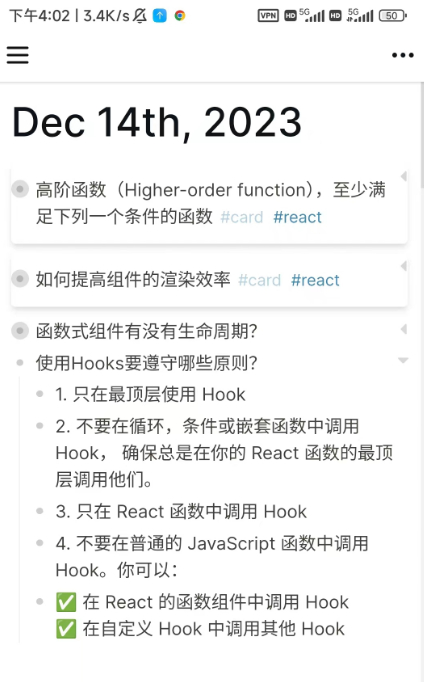 下午4:02 | 3.4K/s
VPN HD 5G HD 5G 50
Dec 14th, 2023
高阶函数（Higher-order function），至少满
足下列一个条件的函数 #card #react
如何提高组件的渲染效率 #card #react
函数式组件有没有生命周期？
使用Hooks要遵守哪些原则？
1. 只在最顶层使用 Hook
2. 不要在循环，条件或嵌套函数中调用
Hook， 确保总是在你的 React 函数的最顶
层调用他们。
3. 只在 React 函数中调用 Hook
4. 不要在普通的 JavaScript 函数中调用
Hook。你可以：
✅ 在 React 的函数组件中调用 Hook
✅ 在自定义 Hook 中调用其他 Hook